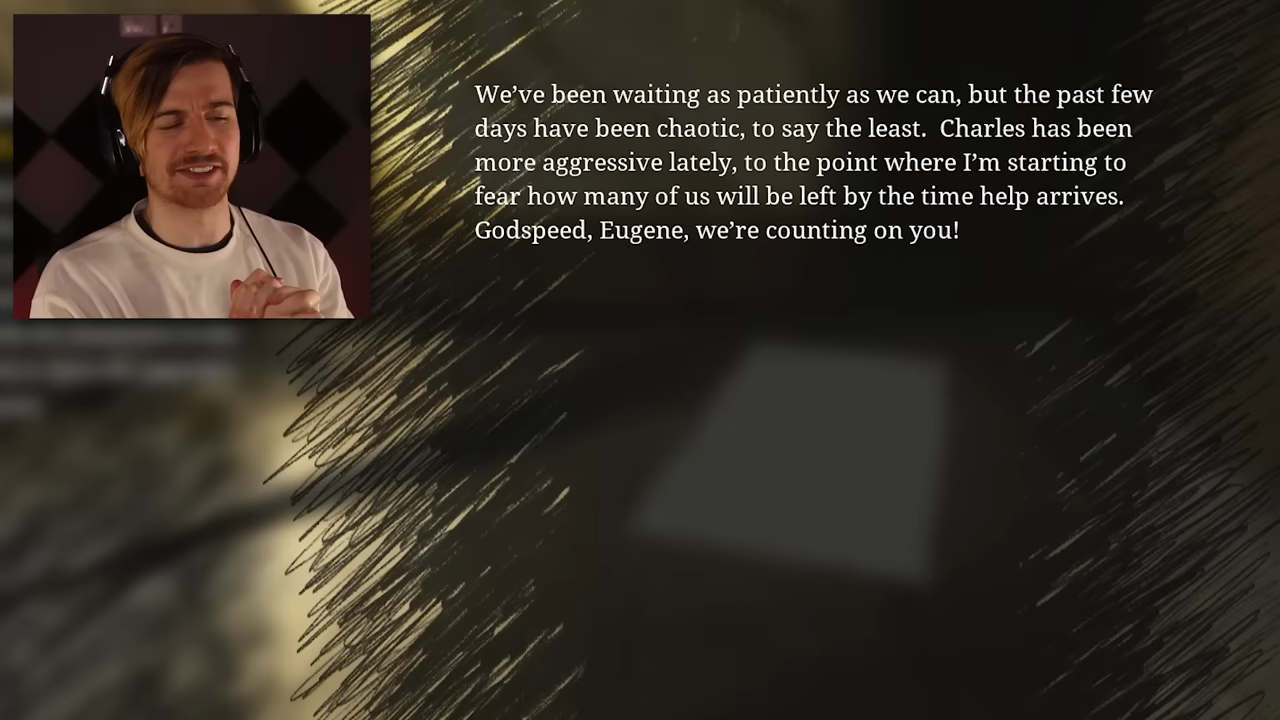 We’ve been waiting as patiently as we can, but the past few
days have been chaotic, to say the least.  Charles has been
more aggressive lately, to the point where I’m starting to
fear how many of us will be left by the time help arrives.
Godspeed, Eugene, we’re counting on you!